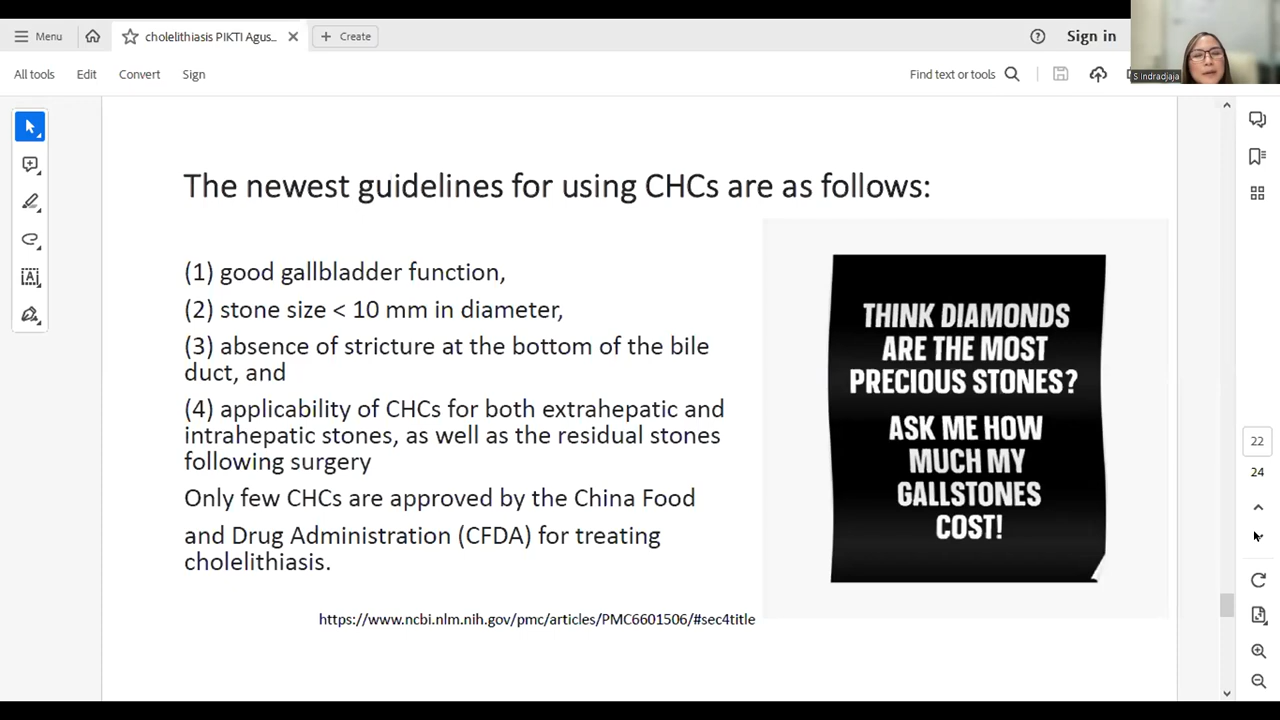 Menu
cholelithiasis PIKTI Agus...
Create
Sign in
S Indradjaja
All tools
Edit
Convert
Sign
Find text or tools
The newest guidelines for using CHCs are as follows:
(1) good gallbladder function,
(2) stone size < 10 mm in diameter,
(3) absence of stricture at the bottom of the bile
duct, and
(4) applicability of CHCs for both extrahepatic and
intrahepatic stones, as well as the residual stones
following surgery
Only few CHCs are approved by the China Food
and Drug Administration (CFDA) for treating
cholelithiasis.
https://www.ncbi.nlm.nih.gov/pmc/articles/PMC6601506/#sec4title
THINK DIAMONDS
ARE THE MOST
PRECIOUS STONES?
ASK ME HOW
MUCH MY
GALLSTONES
COST!
22
24